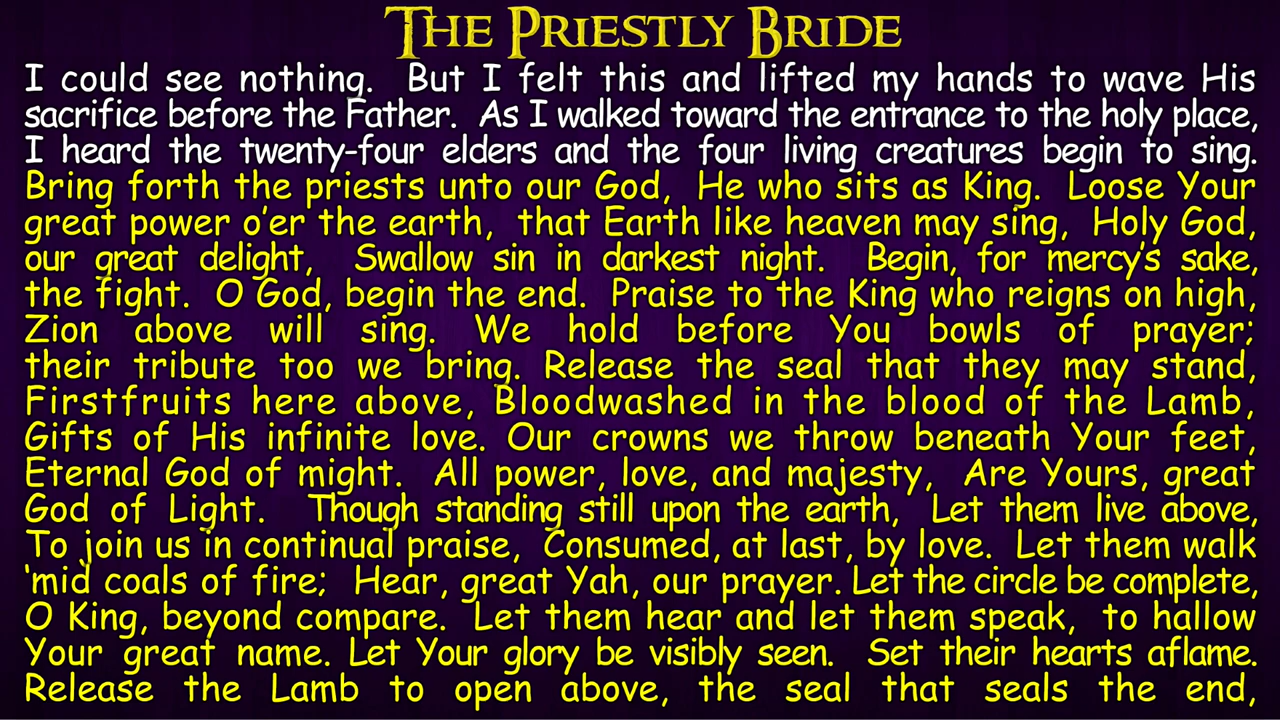 The Priestly Bride
I could see nothing. But I felt this and lifted my hands to wave His
sacrifice before the Father. As I walked toward the entrance to the holy place,
I heard the twenty-four elders and the four living creatures begin to sing.
Bring forth the priests unto our God, He who sits as King. Loose Your
great power o’er the earth, that Earth like heaven may sing, Holy God,
our great delight, Swallow sin in darkest night. Begin, for mercy’s sake,
the fight. O God, begin the end. Praise to the King who reigns on high,
Zion above will sing. We hold before You bowls of prayer;
their tribute too we bring. Release the seal that they may stand,
Firstfruits here above, Bloodwashed in the blood of the Lamb,
Gifts of His infinite love. Our crowns we throw beneath Your feet,
Eternal God of might. All power, love, and majesty, Are Yours, great
God of Light. Though standing still upon the earth, Let them live above,
To join us in continual praise, Consumed, at last, by love. Let them walk
‘mid coals of fire; Hear, great Yah, our prayer. Let the circle be complete,
O King, beyond compare. Let them hear and let them speak, to hallow
Your great name. Let Your glory be visibly seen. Set their hearts aflame.
Release the Lamb to open above, the seal that seals the end,